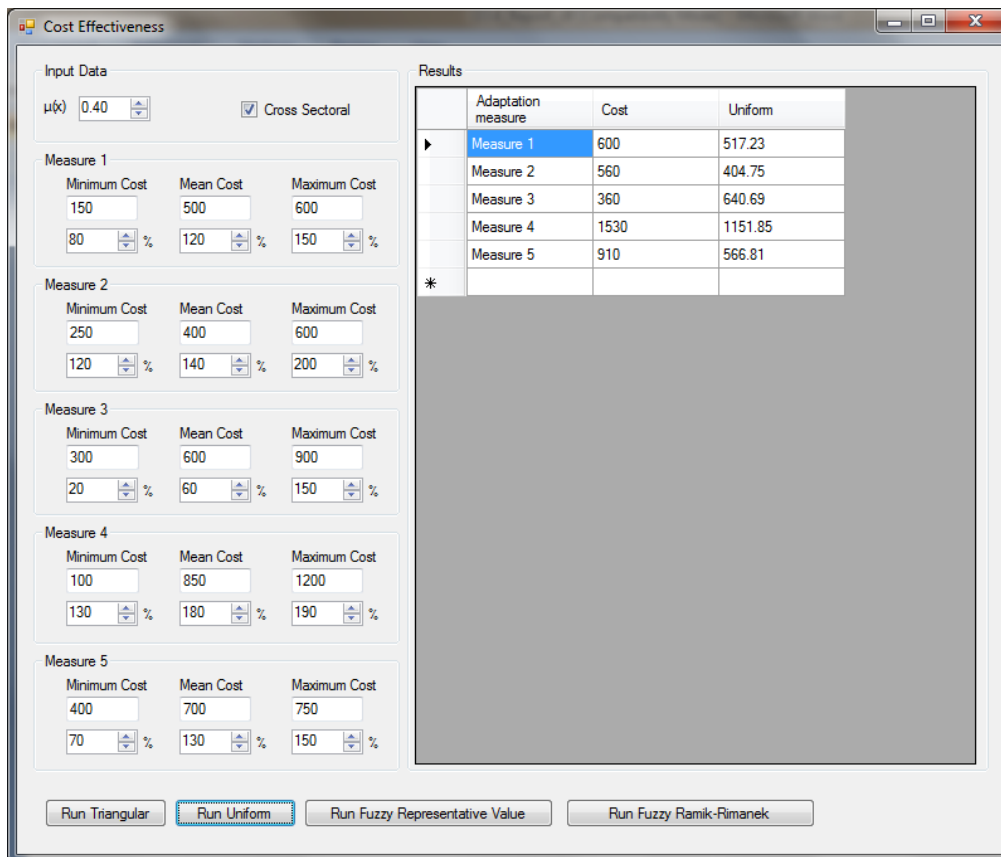 Cost Effectiveness
Input Data
μ(x) 0.40 Cross Sectoral
Measure 1
Minimum Cost Mean Cost Maximum Cost
150 500 600
80 % 120 % 150 %
Measure 2
Minimum Cost Mean Cost Maximum Cost
250 400 600
120 % 140 % 200 %
Measure 3
Minimum Cost Mean Cost Maximum Cost
300 600 900
20 % 60 % 150 %
Measure 4
Minimum Cost Mean Cost Maximum Cost
100 850 1200
130 % 180 % 190 %
Measure 5
Minimum Cost Mean Cost Maximum Cost
400 700 750
70 % 130 % 150 %
Results
Adaptation measure Cost Uniform
Measure 1 600 517.23
Measure 2 560 404.75
Measure 3 360 640.69
Measure 4 1530 1151.85
Measure 5 910 566.81
Run Triangular Run Uniform Run Fuzzy Representative Value Run Fuzzy Ramik-Rimanek